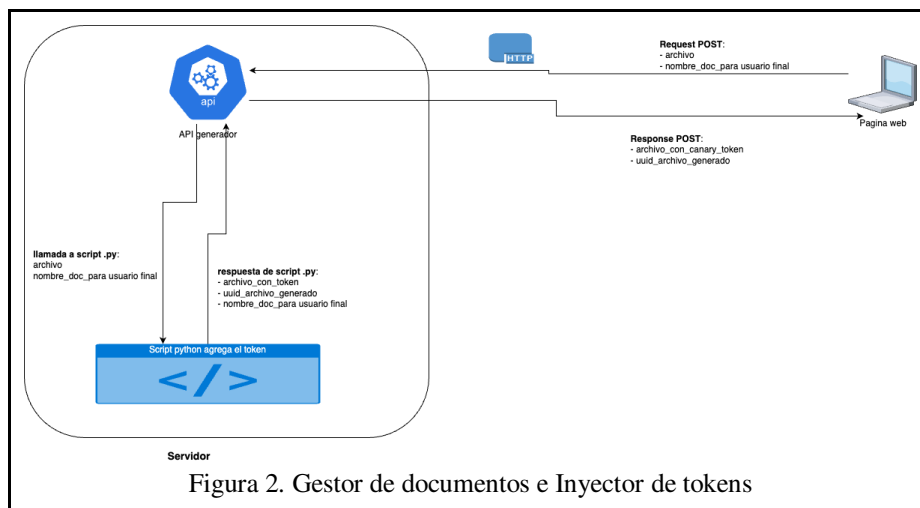 HTTP
Request POST:
- archivo
- nombre_doc_para usuario final
api
API generador
Pagina web
Response POST:
- archivo_con_canary_token
- uuid_archivo_generado
llamada a script .py:
archivo
nombre_doc_para usuario final
respuesta de script .py:
- archivo_con_token
- uuid_archivo_generado
- nombre_doc_para usuario final
Script python agrega el token
</>
Servidor
Figura 2. Gestor de documentos e Inyector de tokens